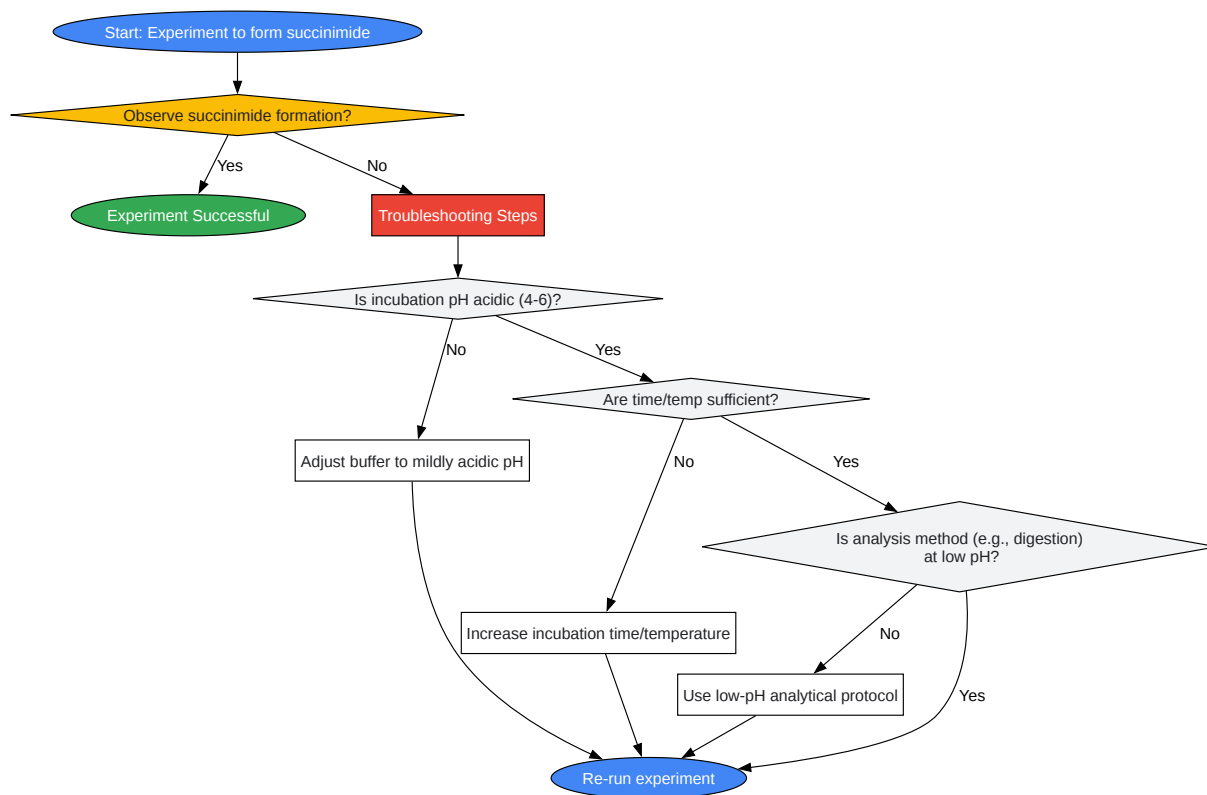 Start: Experiment to form succinimide
Observe succinimide formation?
Yes
No
Experiment Successful
Troubleshooting Steps
Is incubation pH acidic (4-6)?
No
Yes
Are time/temp sufficient?
Adjust buffer to mildly acidic pH
No
Yes
Is analysis method (e.g., digestion)
at low pH?
Increase incubation time/temperature
No
Use low-pH analytical protocol
Yes
Re-run experiment